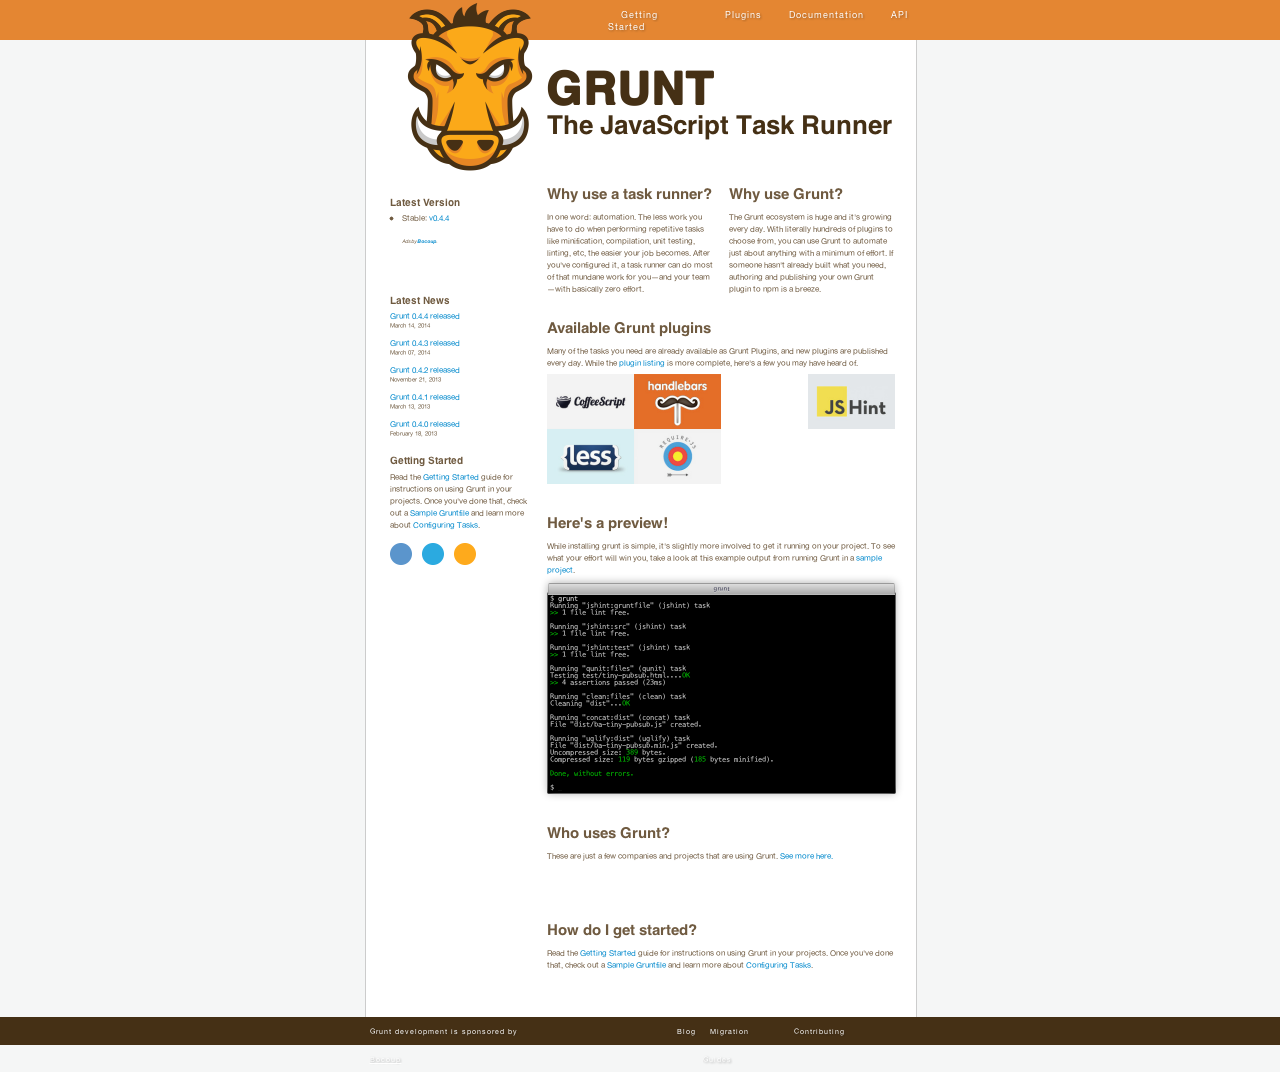 Getting
Started
Plugins
Documentation
API
GRUNT
The JavaScript Task Runner
Latest Version
Stable: v0.4.4
Ads by Bocoup.
Latest News
Grunt 0.4.4 released
March 14, 2014
Grunt 0.4.3 released
March 07, 2014
Grunt 0.4.2 released
November 21, 2013
Grunt 0.4.1 released
March 13, 2013
Grunt 0.4.0 released
February 18, 2013
Getting Started
Read the Getting Started guide for
instructions on using Grunt in your
projects. Once you've done that, check
out a Sample Gruntfile and learn more
about Configuring Tasks.
Why use a task runner?
In one word: automation. The less work you
have to do when performing repetitive tasks
like minification, compilation, unit testing,
linting, etc, the easier your job becomes. After
you've configured it, a task runner can do most
of that mundane work for you—and your team
—with basically zero effort.
Why use Grunt?
The Grunt ecosystem is huge and it's growing
every day. With literally hundreds of plugins to
choose from, you can use Grunt to automate
just about anything with a minimum of effort. If
someone hasn't already built what you need,
authoring and publishing your own Grunt
plugin to npm is a breeze.
Available Grunt plugins
Many of the tasks you need are already available as Grunt Plugins, and new plugins are published
every day. While the plugin listing is more complete, here's a few you may have heard of.
CoffeeScript
handlebars
JS Hint
{less}
REQUIRE·JS
Here's a preview!
While installing grunt is simple, it's slightly more involved to get it running on your project. To see
what your effort will win you, take a look at this example output from running Grunt in a sample
project.
grunt
$ grunt
Running "jshint:gruntfile" (jshint) task
>> 1 file lint free.
Running "jshint:src" (jshint) task
>> 1 file lint free.
Running "jshint:test" (jshint) task
>> 1 file lint free.
Running "qunit:files" (qunit) task
Testing test/tiny-pubsub.html....OK
>> 4 assertions passed (23ms)
Running "clean:files" (clean) task
Cleaning "dist"...OK
Running "concat:dist" (concat) task
File "dist/ba-tiny-pubsub.js" created.
Running "uglify:dist" (uglify) task
File "dist/ba-tiny-pubsub.min.js" created.
Uncompressed size: 389 bytes.
Compressed size: 119 bytes gzipped (185 bytes minified).
Done, without errors.
$
Who uses Grunt?
These are just a few companies and projects that are using Grunt. See more here.
How do I get started?
Read the Getting Started guide for instructions on using Grunt in your projects. Once you've done
that, check out a Sample Gruntfile and learn more about Configuring Tasks.
Grunt development is sponsored by
Bocoup
Blog
Migration
Guides
Contributing